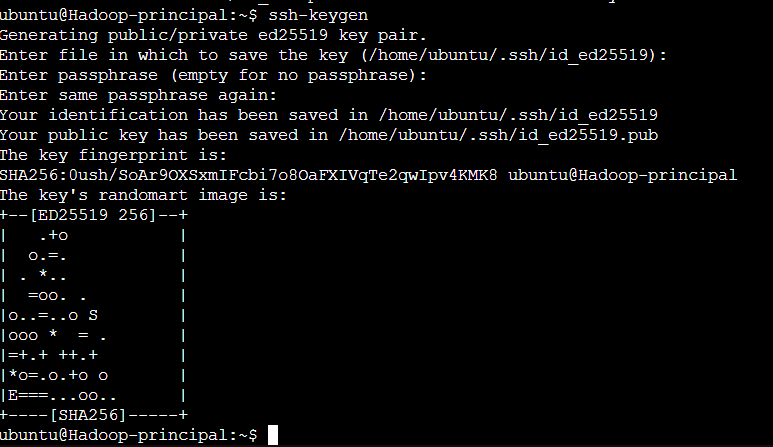 ubuntu@Hadoop-principal:~$ ssh-keygen
Generating public/private ed25519 key pair.
Enter file in which to save the key (/home/ubuntu/.ssh/id_ed25519):
Enter passphrase (empty for no passphrase):
Enter same passphrase again:
Your identification has been saved in /home/ubuntu/.ssh/id_ed25519
Your public key has been saved in /home/ubuntu/.ssh/id_ed25519.pub
The key fingerprint is:
SHA256:0ush/SoAr9OXSxmIFcbi7o8OaFXIVqTe2qwIpv4KMK8 ubuntu@Hadoop-principal
The key's randomart image is:
+--[ED25519 256]--+
|   .+o           |
|  o.=.           |
| . *..           |
|  =oo. .         |
|o..=..o S        |
|ooo *  = .       |
|=+.+ ++.+        |
|*o=.o.+o o       |
|E===...oo..      |
+----[SHA256]-----+
ubuntu@Hadoop-principal:~$